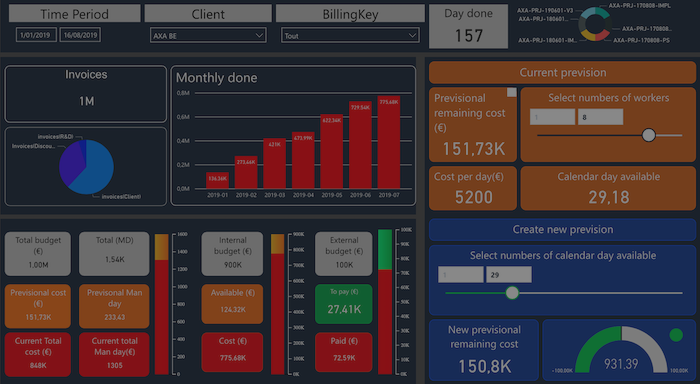 Time Period
Client
BillingKey
Day done
1/01/2019
16/08/2019
AXA BE
Tout
157
AXA-PRJ-190601-V3
AXA-PRJ-170808-IMPL
AXA-PRJ-180601...
AXA-PRJ-170808...
AXA-PRJ-180601-IM...
AXA-PRJ-170808-PS
Invoices
1M
invoices(R&D)
Invoices(Discou...
invoices(Client)
Monthly done
0,8M
0,6M
0,4M
0,2M
0,0M
136.36K
273.46K
421K
472.99K
622.36K
729.56K
775.68K
2019-01
2019-02
2019-03
2019-04
2019-05
2019-06
2019-07
Current prevision
Previsional
remaining cost
(€)
151,73K
Select numbers of workers
1
8
Cost per day(€)
5200
Calendar day available
29,18
Create new prevision
Select numbers of calendar day available
1
29
New previsional
remaining cost
150,8K
931.39
-100.00K
100.00K
Total budget
(€)
1.00M
Total (MD)
1.54K
Previsional cost
(€)
151.73K
Previsonal Man
day
233.43
Current Total
cost (€)
848K
Current total
Man day(€)
1305
1600
1400
1200
1000
800
600
400
200
0
Internal
budget (€)
900K
Available (€)
124,32K
Cost (€)
775,68K
900K
800K
700K
600K
500K
400K
300K
200K
100K
0K
External
budget (€)
100K
To pay (€)
27,41K
Paid (€)
72.59K
100K
90K
80K
70K
60K
50K
40K
30K
20K
10K
0K